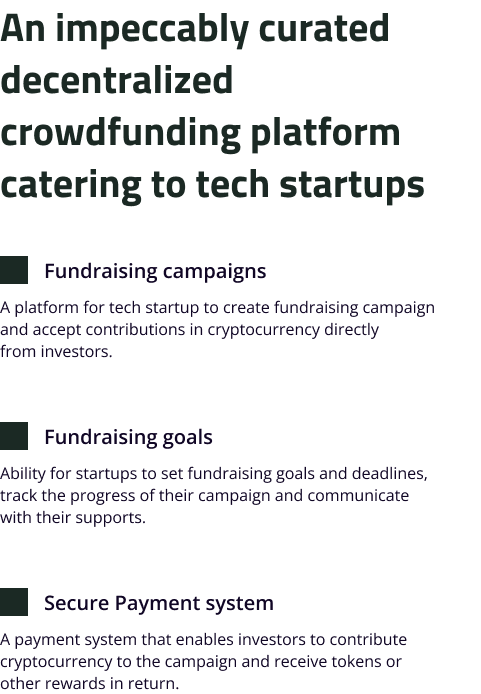 An impeccably curated
decentralized
crowdfunding platform
catering to tech startups
Fundraising campaigns
A platform for tech startup to create fundraising campaign
and accept contributions in cryptocurrency directly
from investors.
Fundraising goals
Ability for startups to set fundraising goals and deadlines,
track the progress of their campaign and communicate
with their supports.
Secure Payment system
A payment system that enables investors to contribute
cryptocurrency to the campaign and receive tokens or
other rewards in return.